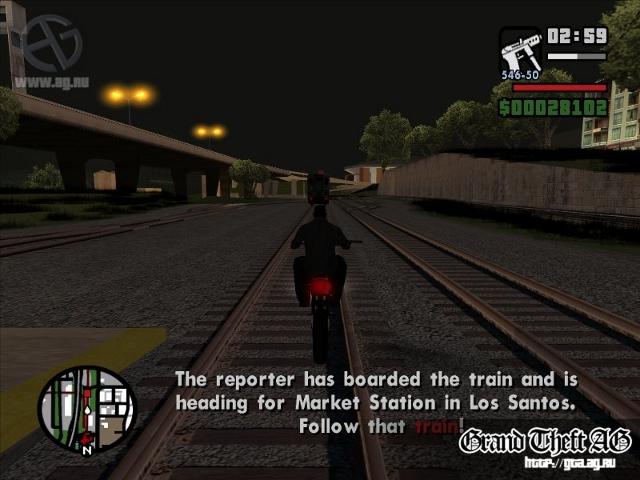 AG
www.AG.RU
02:59
546-50
$00028102
The reporter has boarded the train and is
heading for Market Station in Los Santos.
Follow that train!
N
Grand Theft AG
http://gta.ag.ru